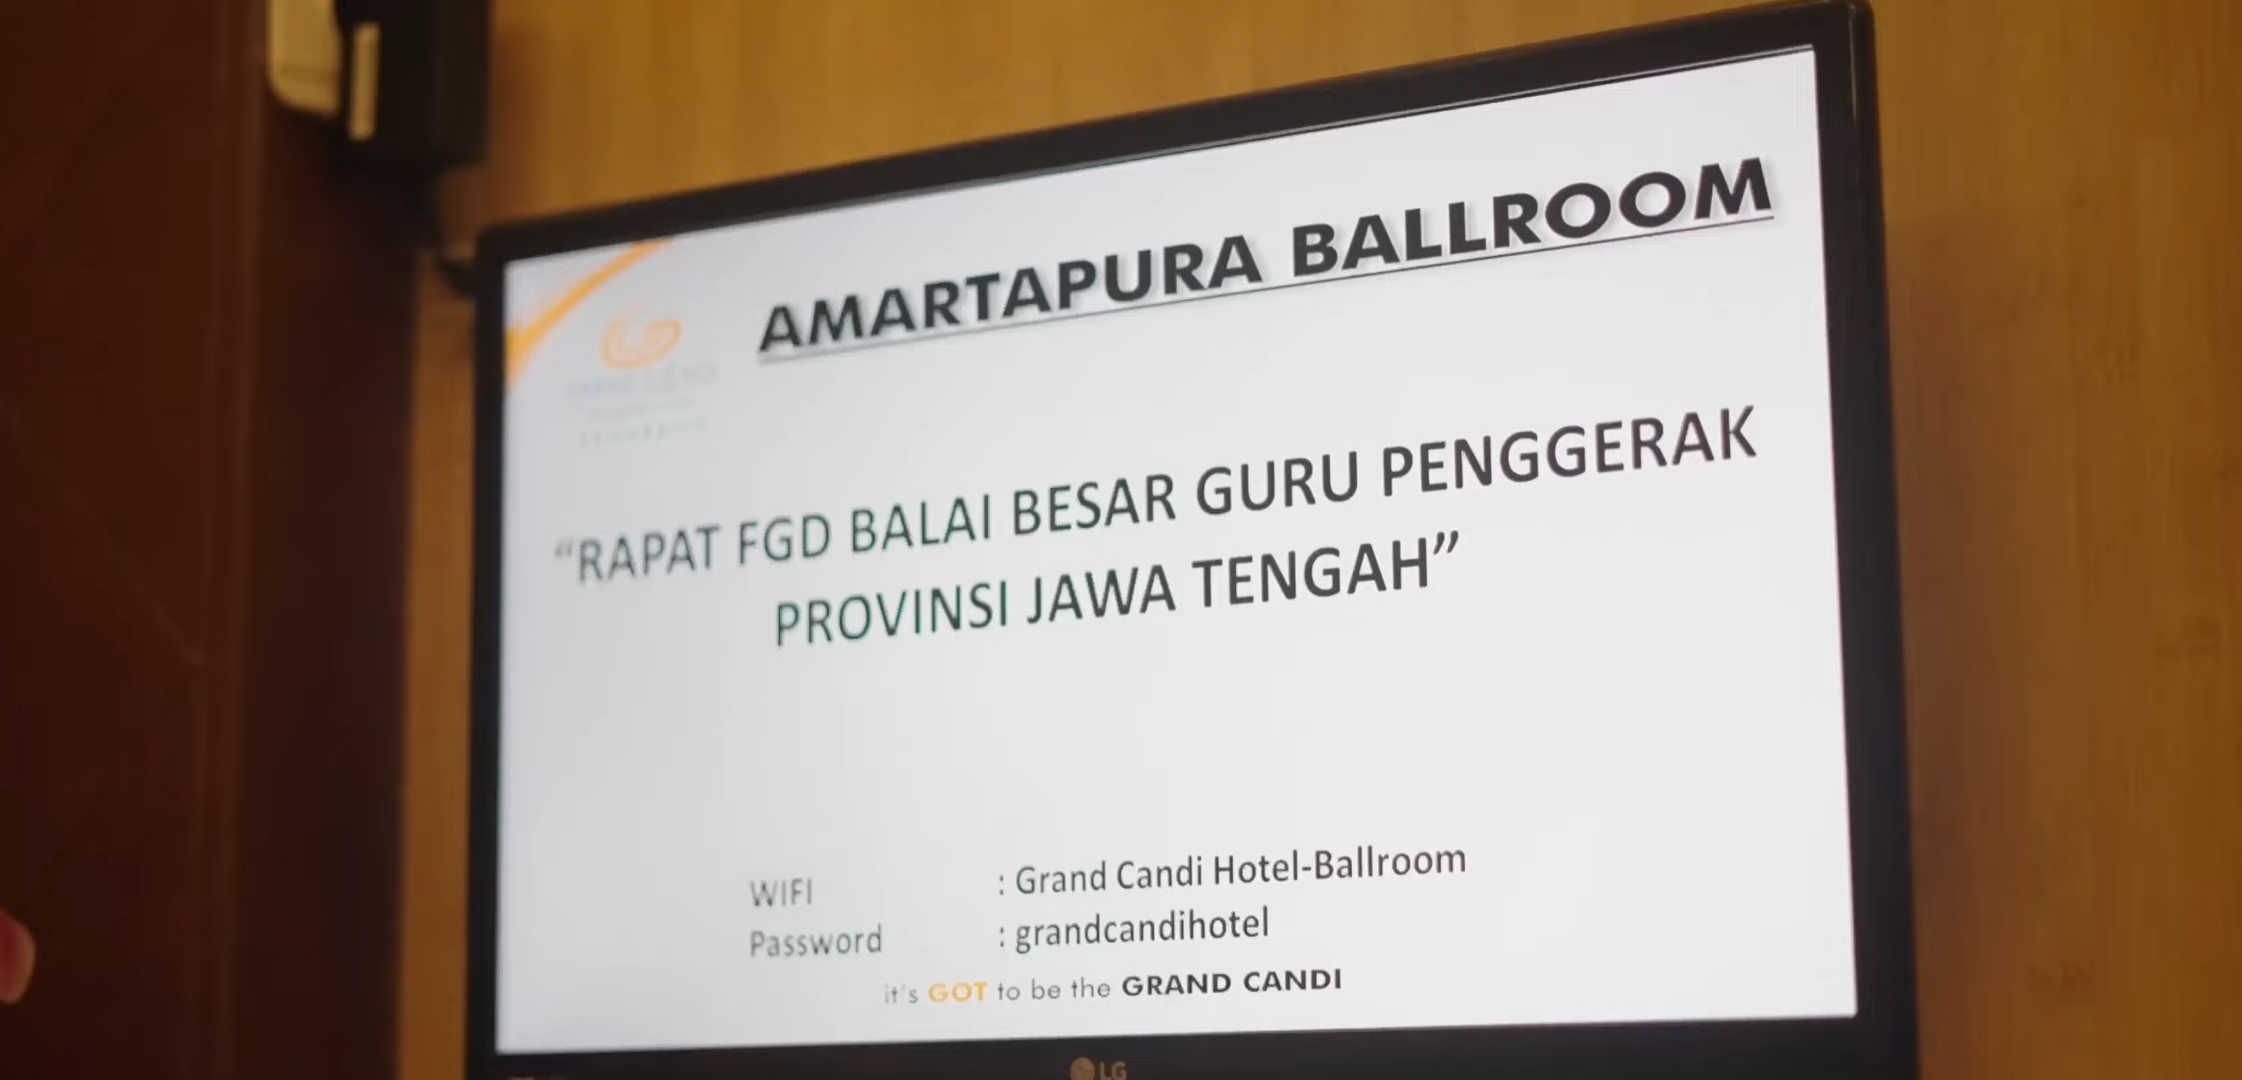 AMARTAPURA BALLROOM
“RAPAT FGD BALAI BESAR GURU PENGGERAK
PROVINSI JAWA TENGAH”
WIFI : Grand Candi Hotel-Ballroom
Password : grandcandihotel
it's GOT to be the GRAND CANDI
LG